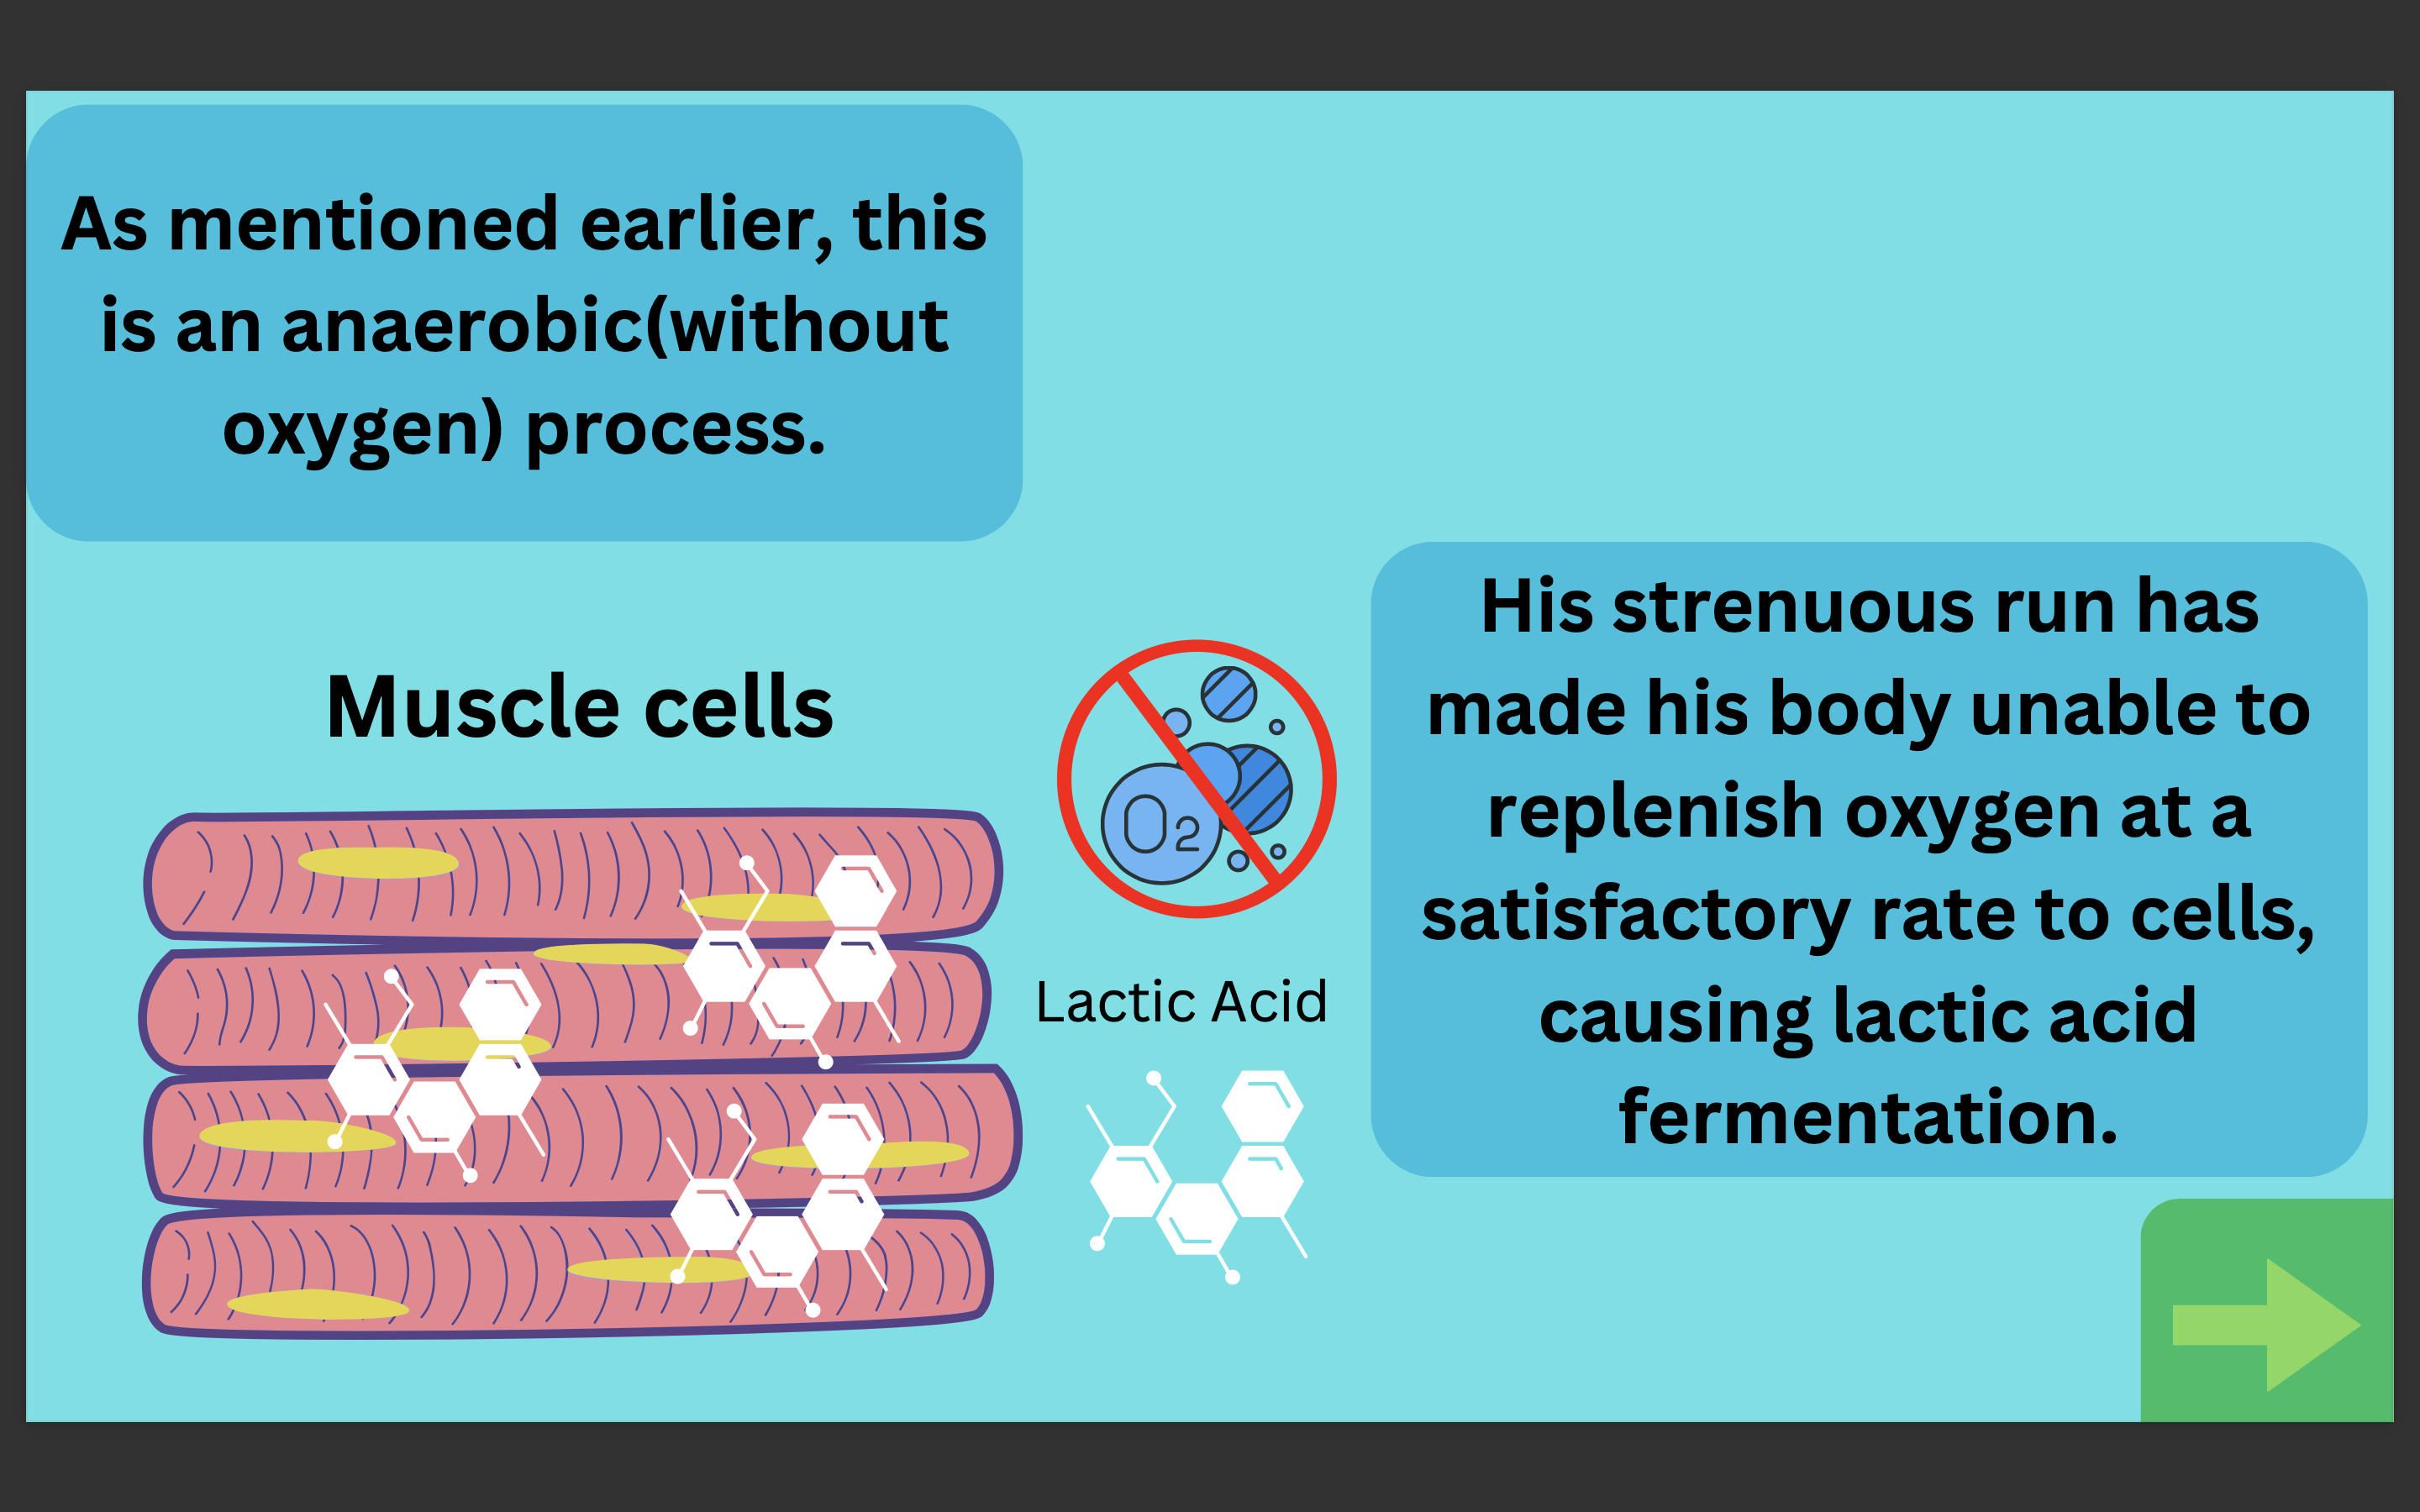 As mentioned earlier, this
is an anaerobic(without
oxygen) process.
Muscle cells
O2
Lactic Acid
His strenuous run has
made his body unable to
replenish oxygen at a
satisfactory rate to cells,
causing lactic acid
fermentation.